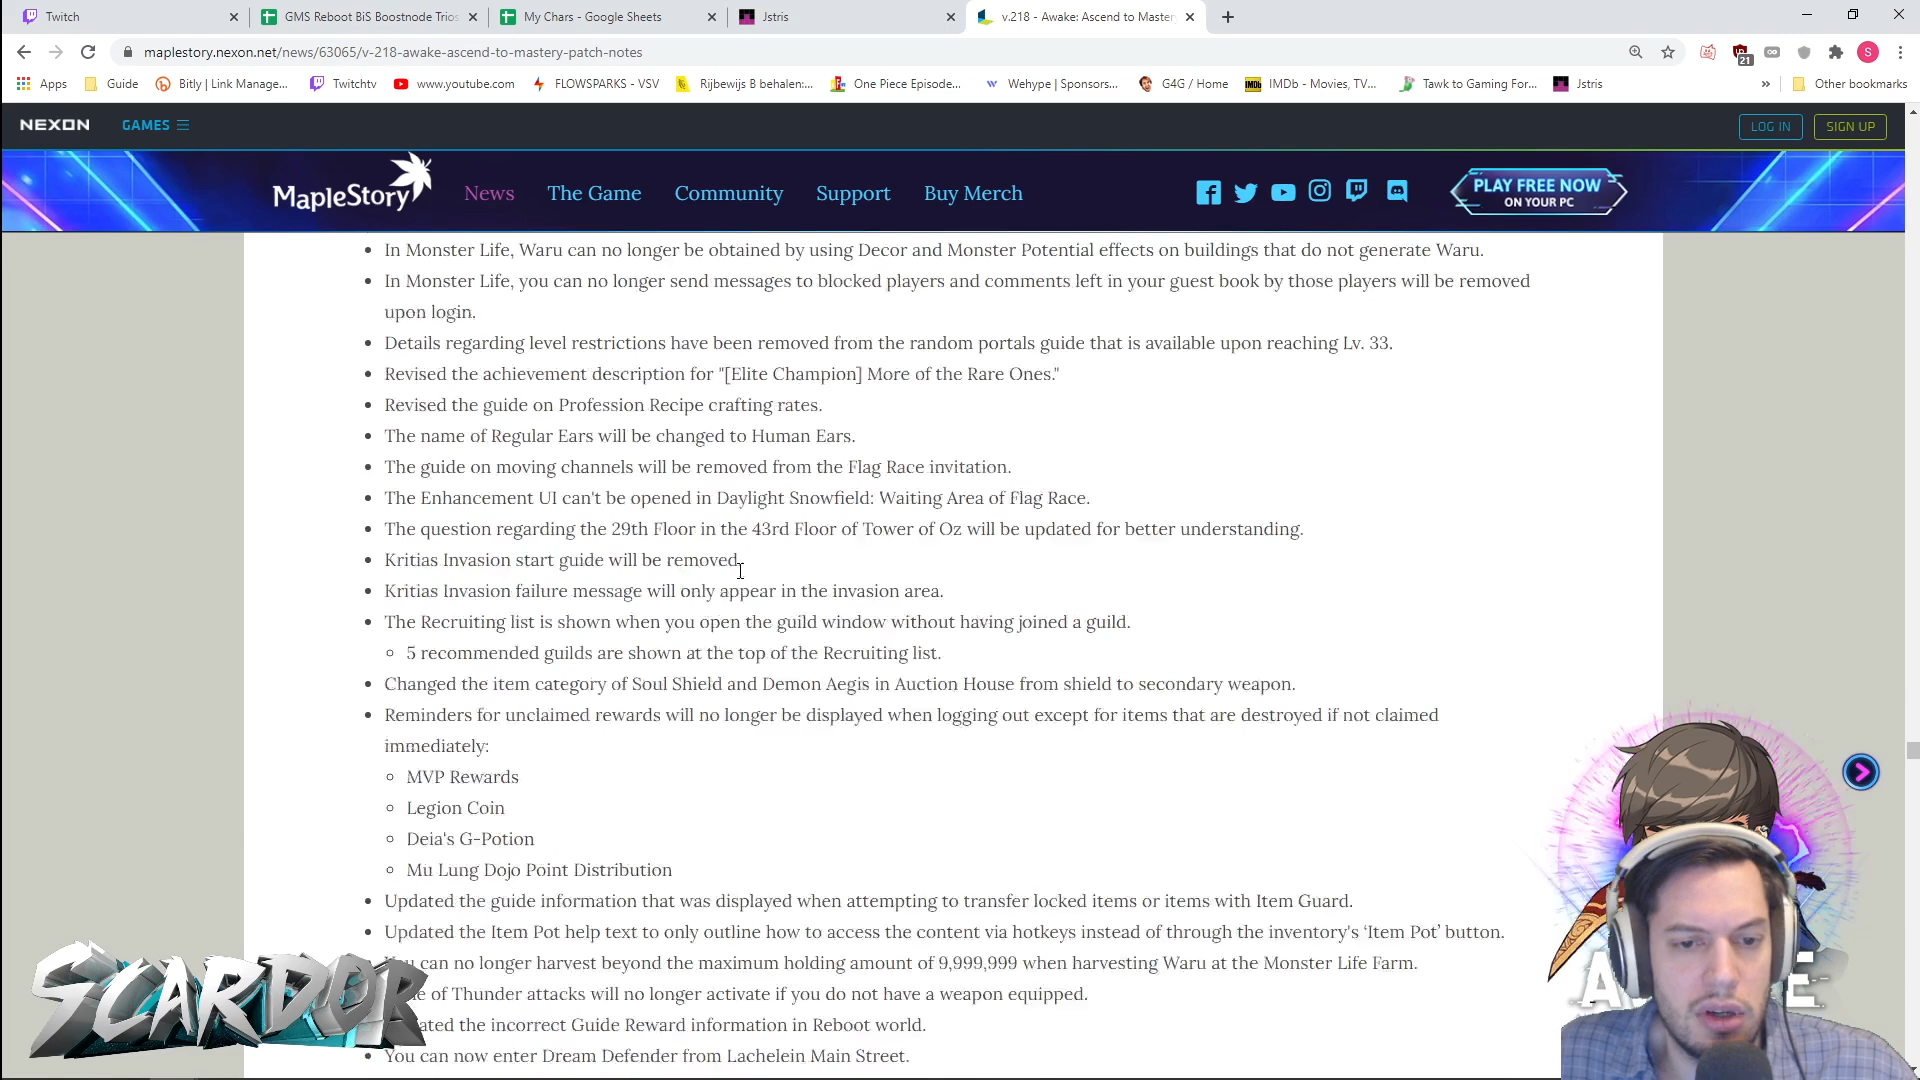 Twitch
GMS Reboot BiS Boostnode Trios
My Chars - Google Sheets
Jstris
v.218 - Awake: Ascend to Master
maplestory.nexon.net/news/63065/v-218-awake-ascend-to-mastery-patch-notes
S
21
Apps
Guide
Bitly | Link Manage...
Twitchtv
www.youtube.com
FLOWSPARKS - VSV
Rijbewijs B behalen:...
One Piece Episode...
Wehype | Sponsors...
G4G / Home
IMDb - Movies, TV...
Tawk to Gaming For...
Jstris
»
Other bookmarks
NEXON
GAMES
LOG IN
SIGN UP
MapleStory
News
The Game
Community
Support
Buy Merch
PLAY FREE NOW
ON YOUR PC
In Monster Life, Waru can no longer be obtained by using Decor and Monster Potential effects on buildings that do not generate Waru.
In Monster Life, you can no longer send messages to blocked players and comments left in your guest book by those players will be removed
upon login.
Details regarding level restrictions have been removed from the random portals guide that is available upon reaching Lv. 33.
Revised the achievement description for "[Elite Champion] More of the Rare Ones."
Revised the guide on Profession Recipe crafting rates.
The name of Regular Ears will be changed to Human Ears.
The guide on moving channels will be removed from the Flag Race invitation.
The Enhancement UI can't be opened in Daylight Snowfield: Waiting Area of Flag Race.
The question regarding the 29th Floor in the 43rd Floor of Tower of Oz will be updated for better understanding.
Kritias Invasion start guide will be removed.
Kritias Invasion failure message will only appear in the invasion area.
The Recruiting list is shown when you open the guild window without having joined a guild.
5 recommended guilds are shown at the top of the Recruiting list.
Changed the item category of Soul Shield and Demon Aegis in Auction House from shield to secondary weapon.
Reminders for unclaimed rewards will no longer be displayed when logging out except for items that are destroyed if not claimed
immediately:
MVP Rewards
Legion Coin
Deia's G-Potion
Mu Lung Dojo Point Distribution
Updated the guide information that was displayed when attempting to transfer locked items or items with Item Guard.
Updated the Item Pot help text to only outline how to access the content via hotkeys instead of through the inventory's ‘Item Pot’ button.
can no longer harvest beyond the maximum holding amount of 9,999,999 when harvesting Waru at the Monster Life Farm.
of Thunder attacks will no longer activate if you do not have a weapon equipped.
ated the incorrect Guide Reward information in Reboot world.
You can now enter Dream Defender from Lachelein Main Street.
SCARDOR